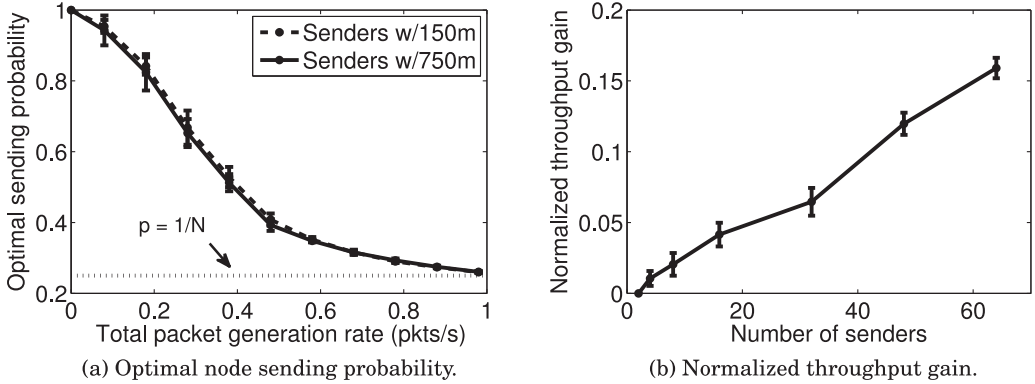 Optimal sending probability
1
0.8
0.6
0.4
0.2
0
0.2
0.4
0.6
0.8
1
Total packet generation rate (pkts/s)
Senders w/150m
Senders w/750m
p = 1/N
(a) Optimal node sending probability.
Normalized throughput gain
0.2
0.15
0.1
0.05
0
0
20
40
60
Number of senders
(b) Normalized throughput gain.